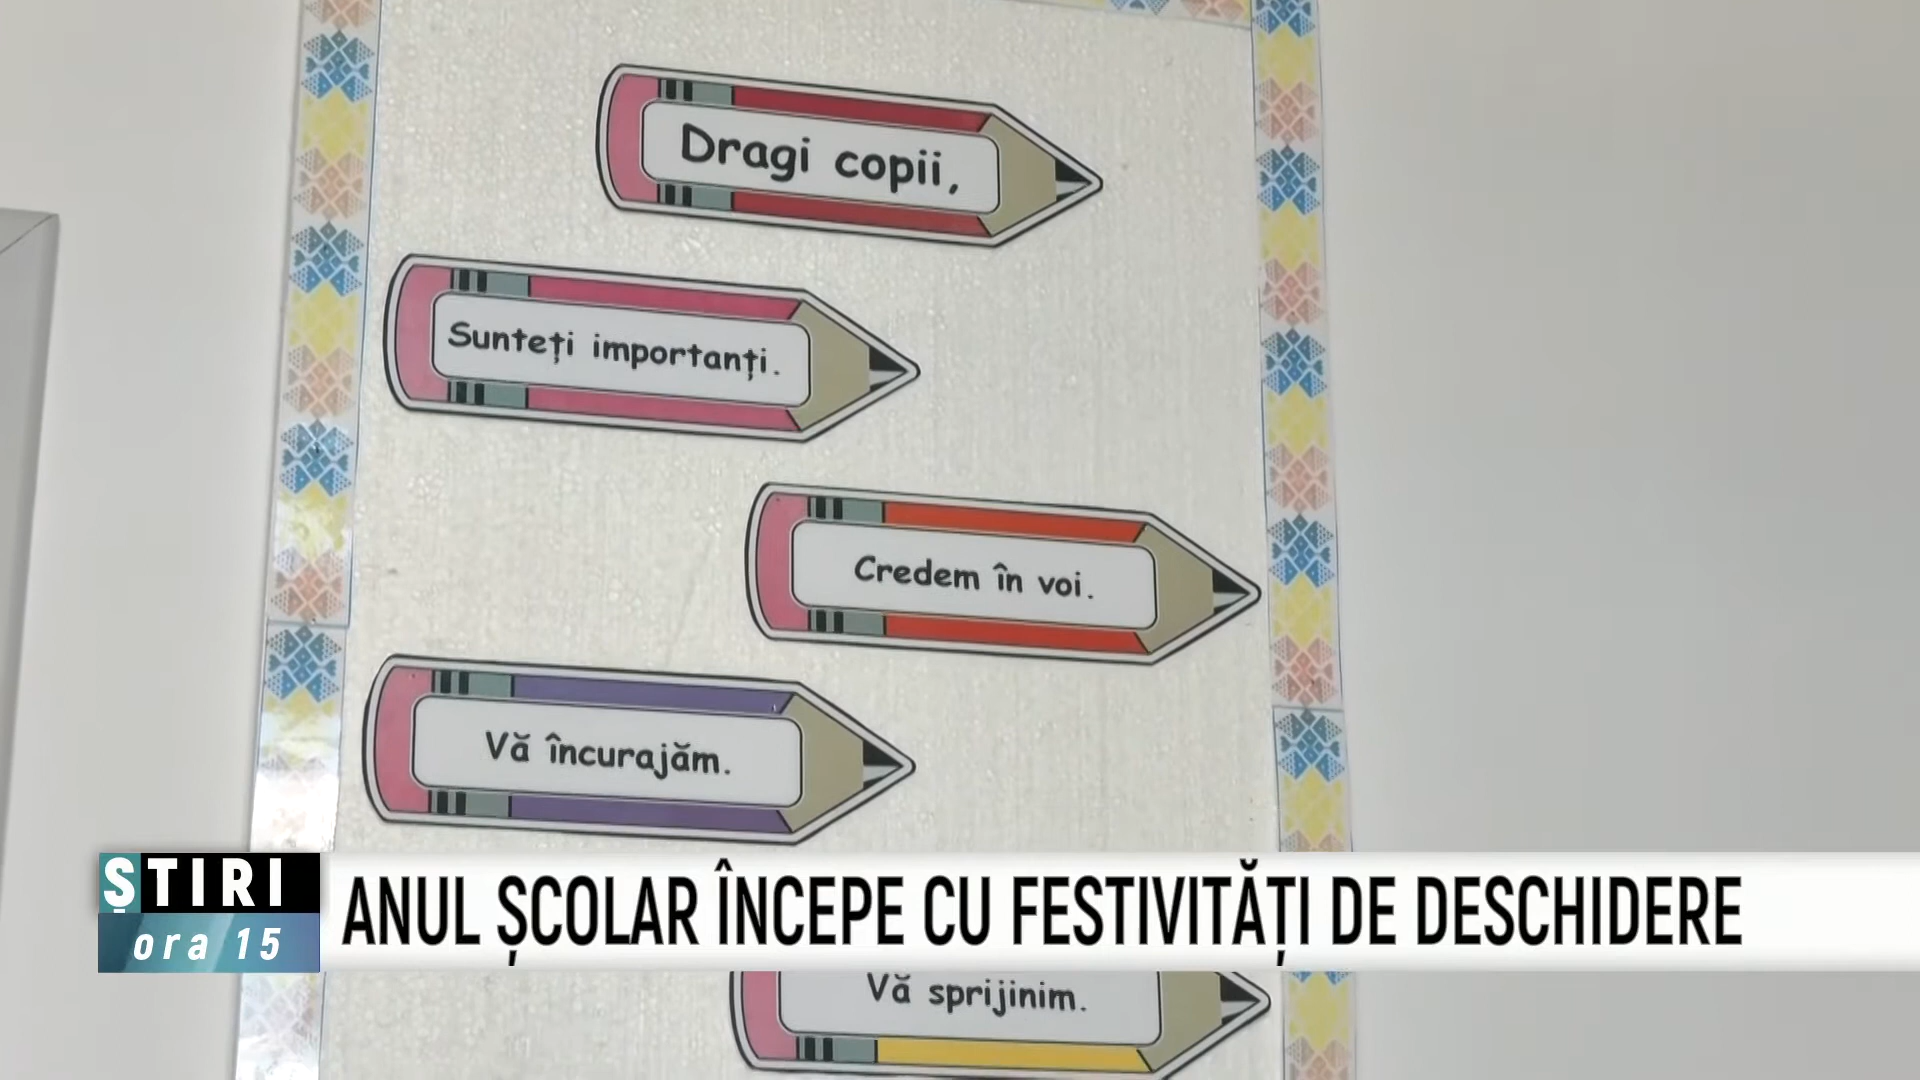 Dragi copii,
Sunteți importanți.
Credem în voi.
Vă încurajăm.
ȘTIRI
ora 15
ANUL ȘCOLAR ÎNCEPE CU FESTIVITĂȚI DE DESCHIDERE
Vă sprijinim.